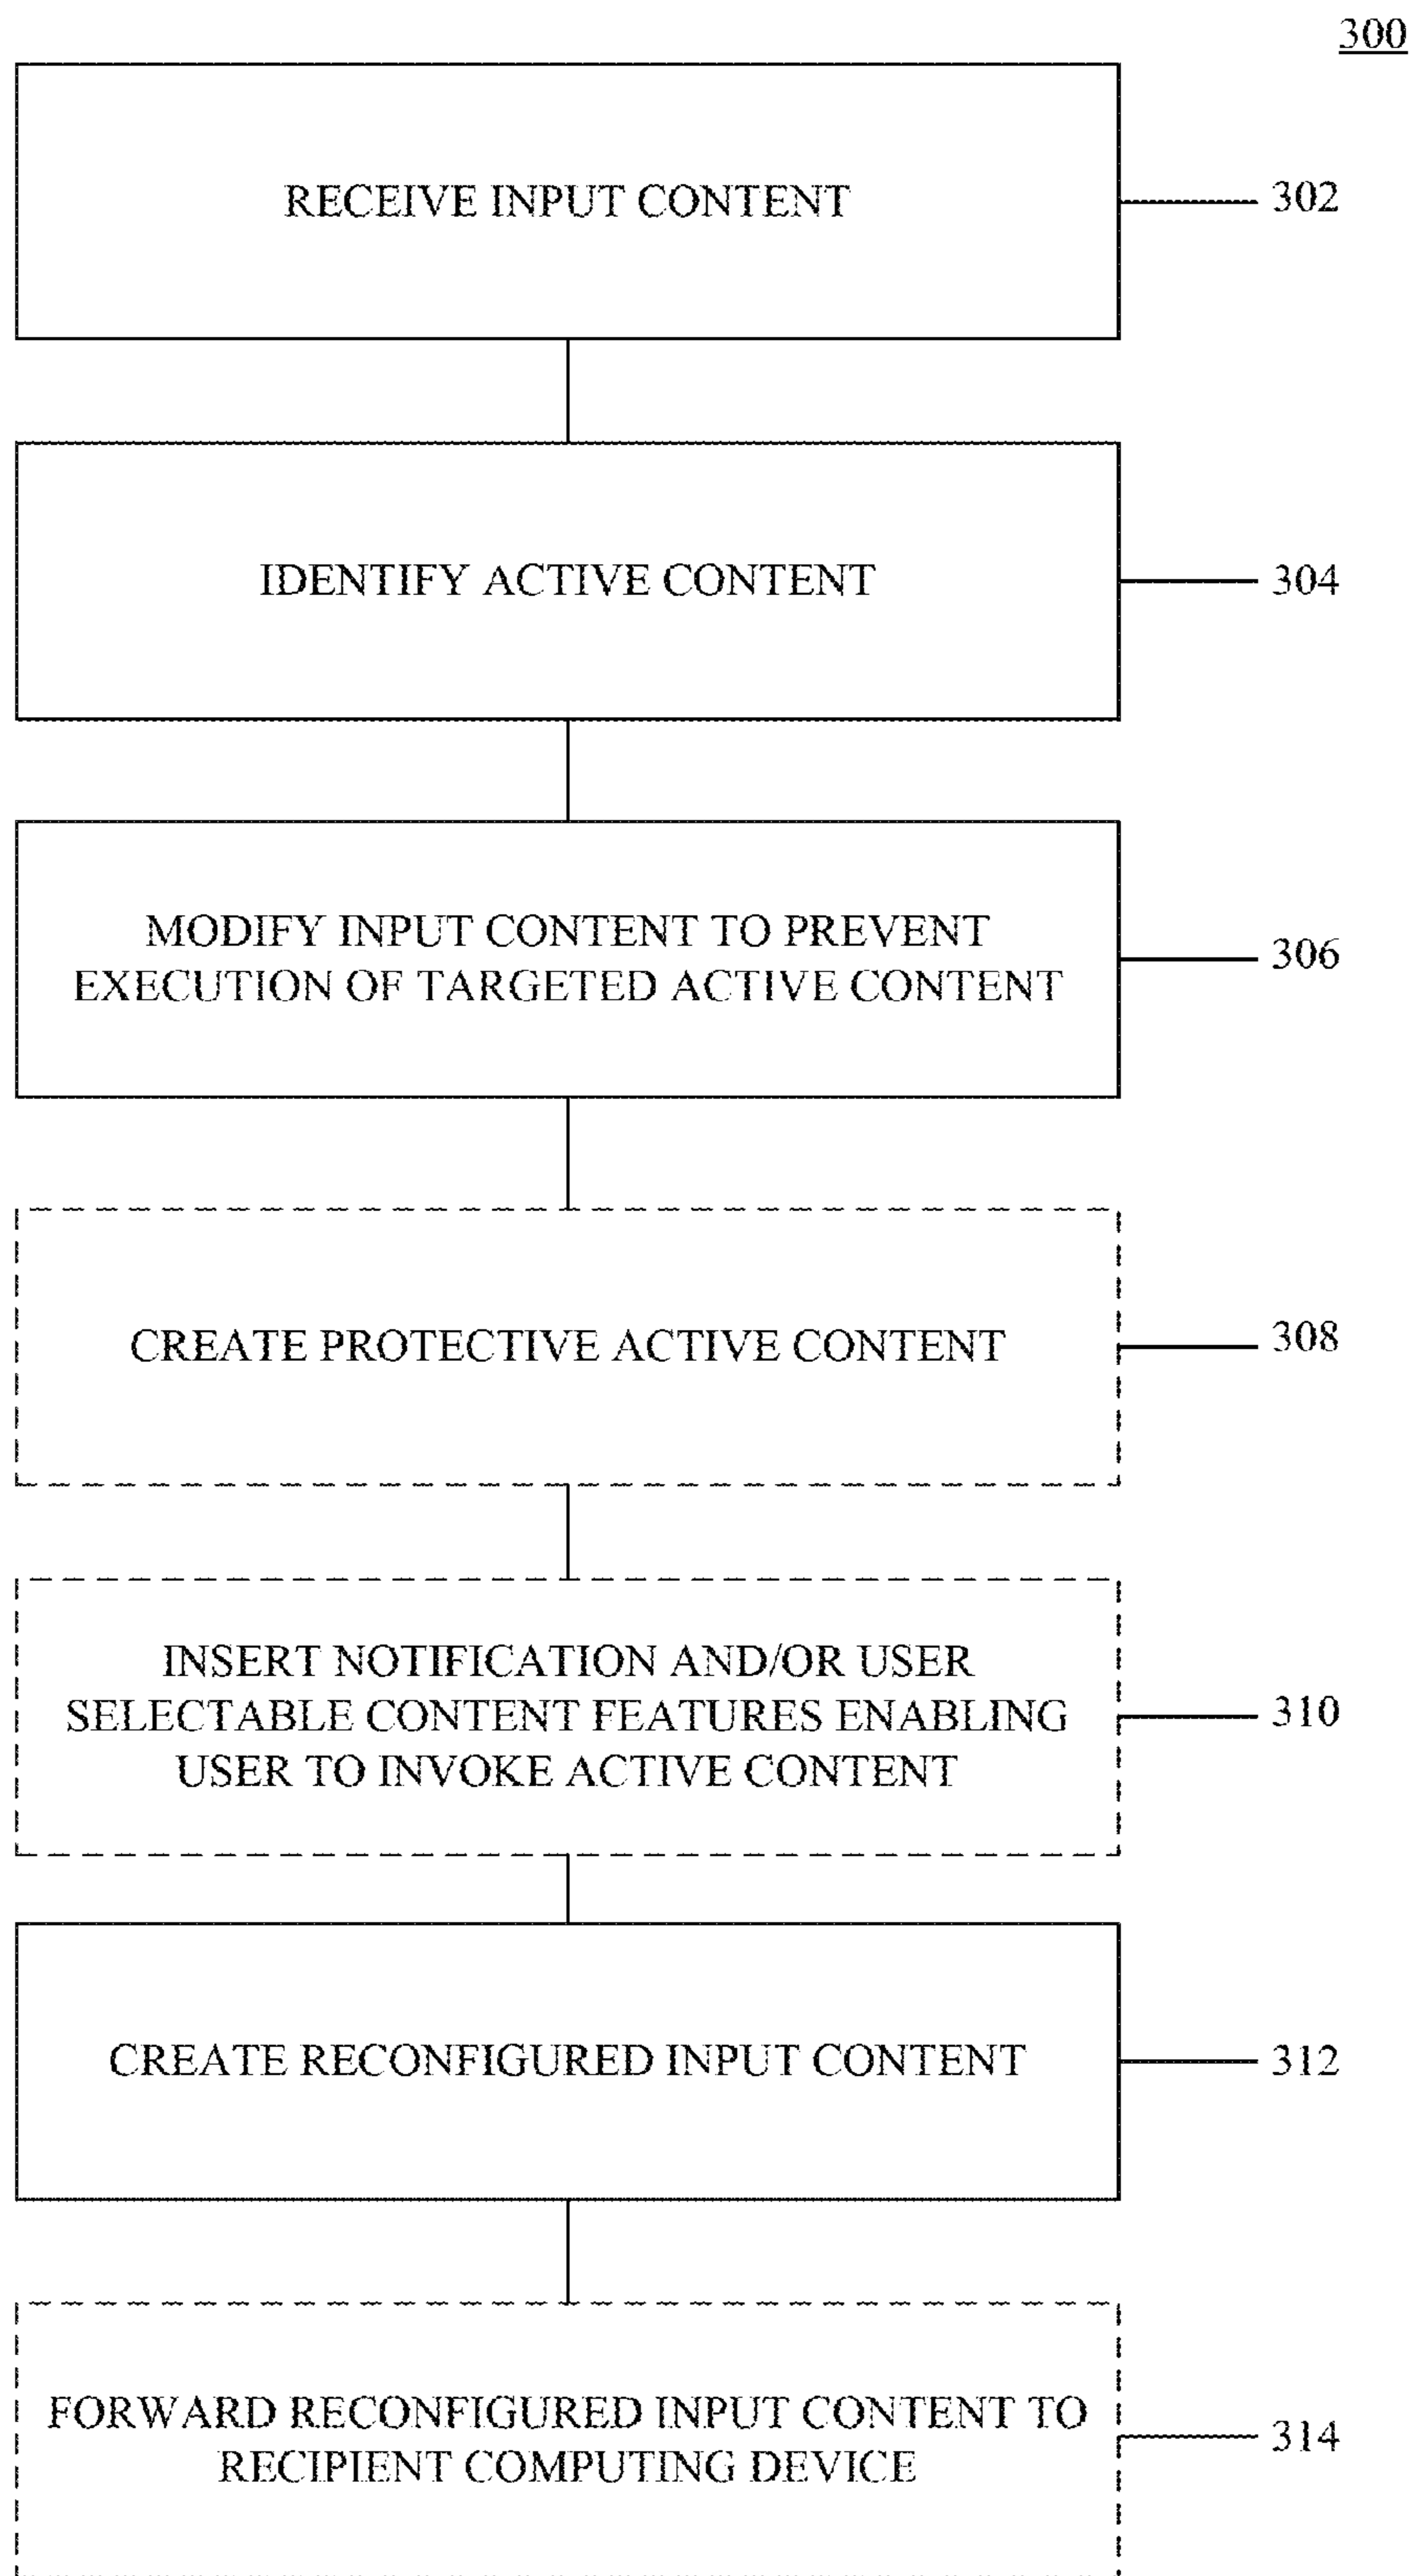 300
RECEIVE INPUT CONTENT
302
IDENTIFY ACTIVE CONTENT
304
MODIFY INPUT CONTENT TO PREVENT
EXECUTION OF TARGETED ACTIVE CONTENT
306
CREATE PROTECTIVE ACTIVE CONTENT
308
INSERT NOTIFICATION AND/OR USER
SELECTABLE CONTENT FEATURES ENABLING
USER TO INVOKE ACTIVE CONTENT
310
CREATE RECONFIGURED INPUT CONTENT
312
FORWARD RECONFIGURED INPUT CONTENT TO
RECIPIENT COMPUTING DEVICE
314